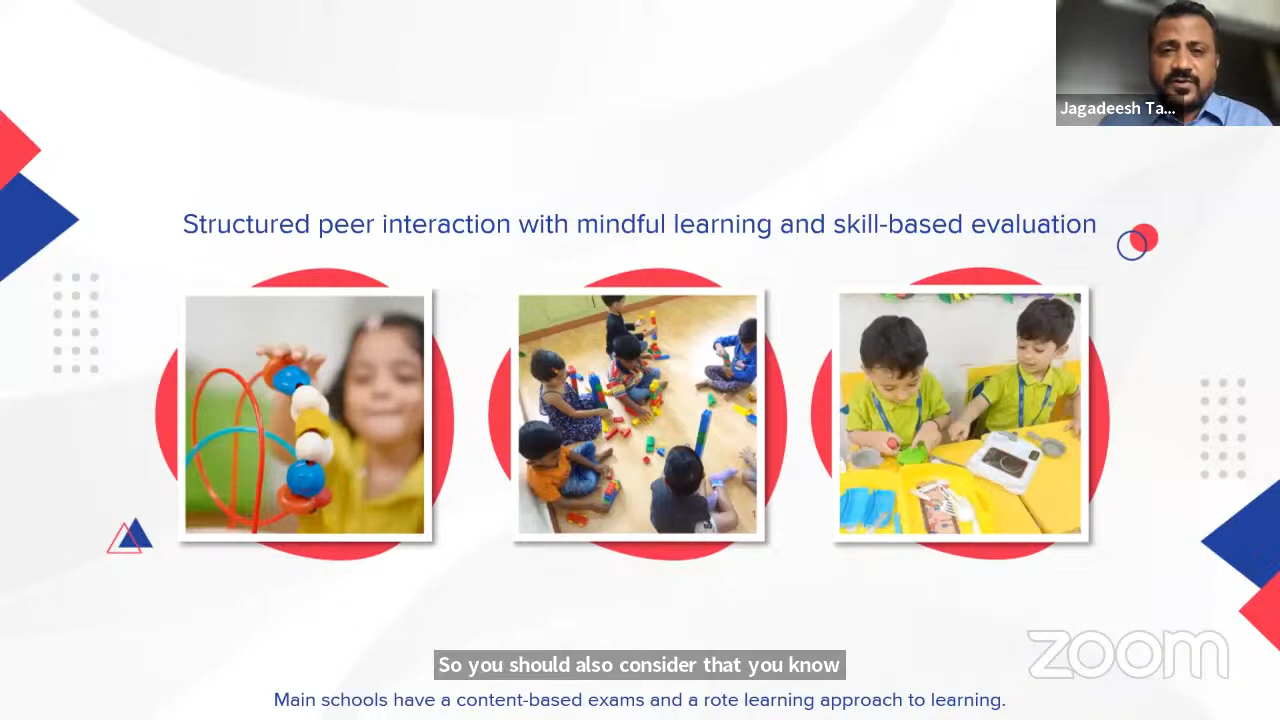 Jagadeesh Ta...
Structured peer interaction with mindful learning and skill-based evaluation
So you should also consider that you know
zoom
Main schools have a content-based exams and a rote learning approach to learning.